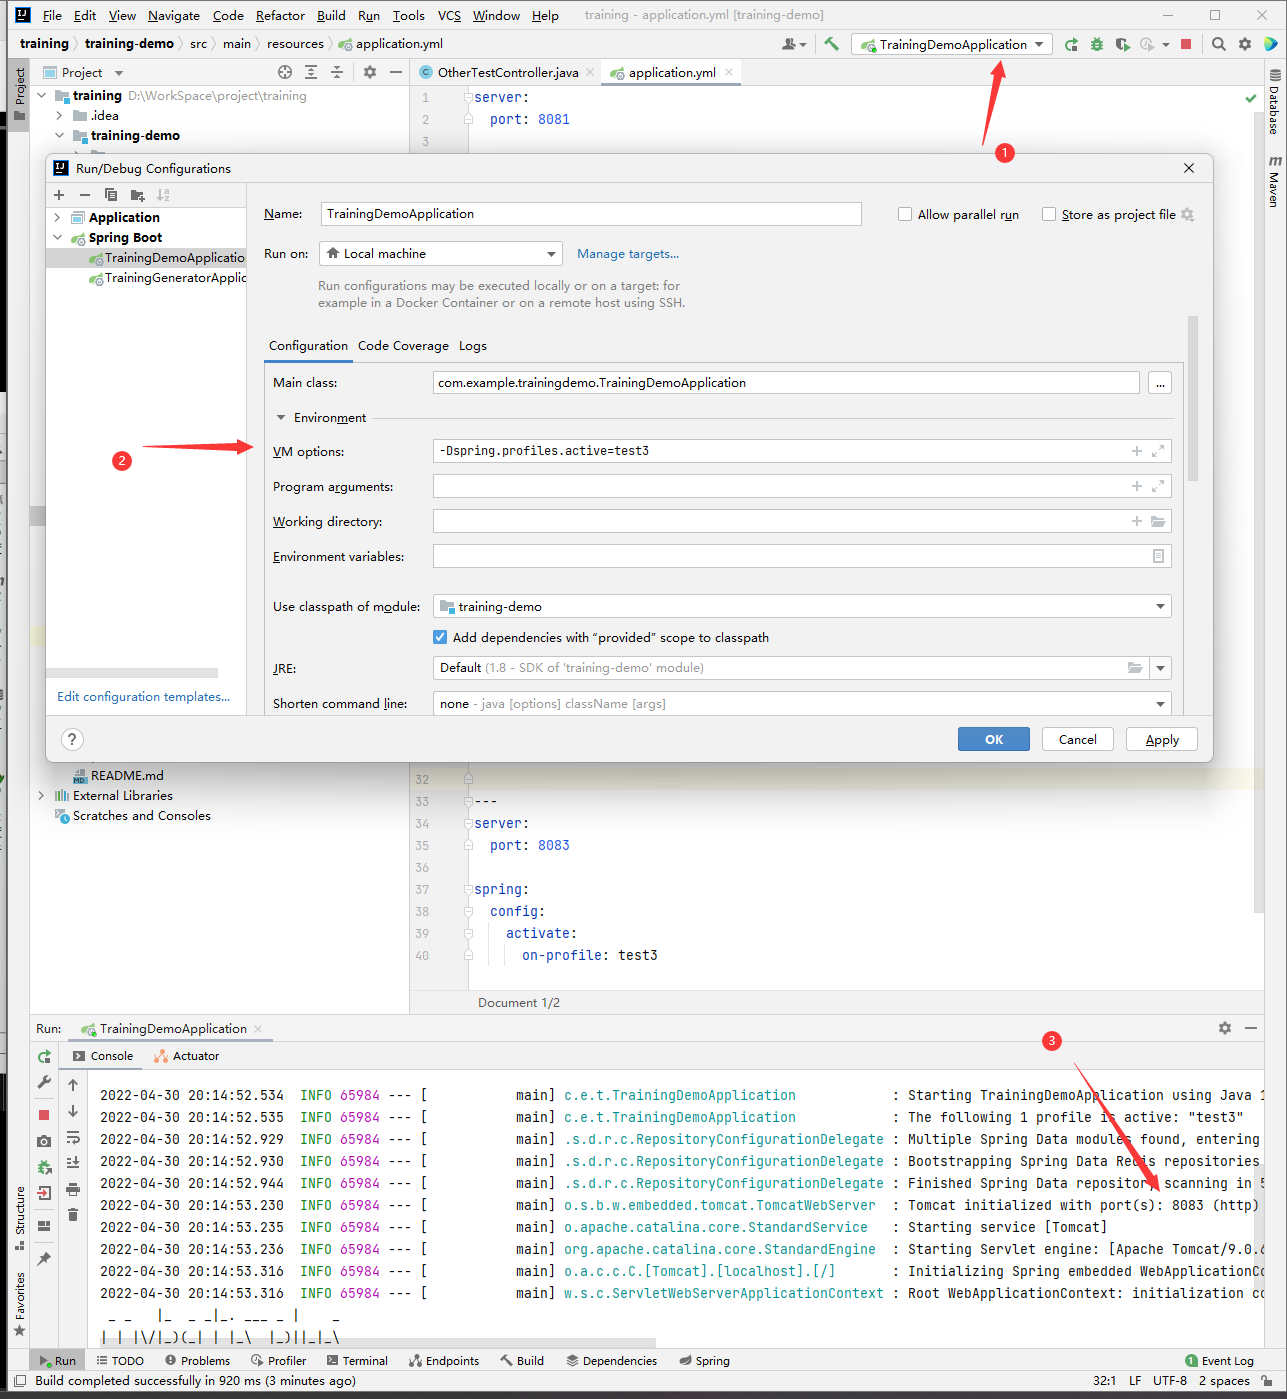 File Edit View Navigate Code Refactor Build Run Tools VCS Window Help training - application.yml [training-demo]
training training-demo src main resources application.yml TrainingDemoApplication
Project
Project
OtherTestController.java
application.yml
Database
Maven
training D:\WorkSpace\project\training
.idea
training-demo
1 server:
2 port: 8081
3
1
Run/Debug Configurations
Application
Spring Boot
TrainingDemoApplicatio
TrainingGeneratorApplic
Edit configuration templates...
Name: TrainingDemoApplication
Allow parallel run
Store as project file
Run on: Local machine
Manage targets...
Run configurations may be executed locally or on a target: for
example in a Docker Container or on a remote host using SSH.
Configuration Code Coverage Logs
Main class: com.example.trainingdemo.TrainingDemoApplication ...
Environment
2
VM options: -Dspring.profiles.active=test3
Program arguments:
Working directory:
Environment variables:
Use classpath of module: training-demo
Add dependencies with “provided” scope to classpath
JRE: Default (1.8 - SDK of 'training-demo' module)
Shorten command line: none - java [options] className [args]
? OK Cancel Apply
README.md
External Libraries
Scratches and Consoles
32
33 ---
34 server:
35 port: 8083
36
37 spring:
38 config:
39 activate:
40 on-profile: test3
Document 1/2
Run: TrainingDemoApplication
Console Actuator
3
2022-04-30 20:14:52.534 INFO 65984 --- [ main] c.e.t.TrainingDemoApplication : Starting TrainingDemoApplication using Java 1
2022-04-30 20:14:52.535 INFO 65984 --- [ main] c.e.t.TrainingDemoApplication : The following 1 profile is active: "test3"
2022-04-30 20:14:52.929 INFO 65984 --- [ main] .s.d.r.c.RepositoryConfigurationDelegate : Multiple Spring Data modules found, entering
2022-04-30 20:14:52.930 INFO 65984 --- [ main] .s.d.r.c.RepositoryConfigurationDelegate : Bootstrapping Spring Data Redis repositories
2022-04-30 20:14:52.944 INFO 65984 --- [ main] .s.d.r.c.RepositoryConfigurationDelegate : Finished Spring Data repository scanning in 5
2022-04-30 20:14:53.230 INFO 65984 --- [ main] o.s.b.w.embedded.tomcat.TomcatWebServer : Tomcat initialized with port(s): 8083 (http)
2022-04-30 20:14:53.235 INFO 65984 --- [ main] o.apache.catalina.core.StandardService : Starting service [Tomcat]
2022-04-30 20:14:53.236 INFO 65984 --- [ main] org.apache.catalina.core.StandardEngine : Starting Servlet engine: [Apache Tomcat/9.0.6
2022-04-30 20:14:53.316 INFO 65984 --- [ main] o.a.c.c.C.[Tomcat].[localhost].[/] : Initializing Spring embedded WebApplicationCo
2022-04-30 20:14:53.316 INFO 65984 --- [ main] w.s.c.ServletWebServerApplicationContext : Root WebApplicationContext: initialization co
_ _ |_ _ _|_. ___ _ | _
| | |\/|_)(_| | |_\ |_)||_|_\
Structure
Favorites
Run TODO Problems Profiler Terminal Endpoints Build Dependencies Spring 1 Event Log
Build completed successfully in 920 ms (3 minutes ago) 32:1 LF UTF-8 2 spaces